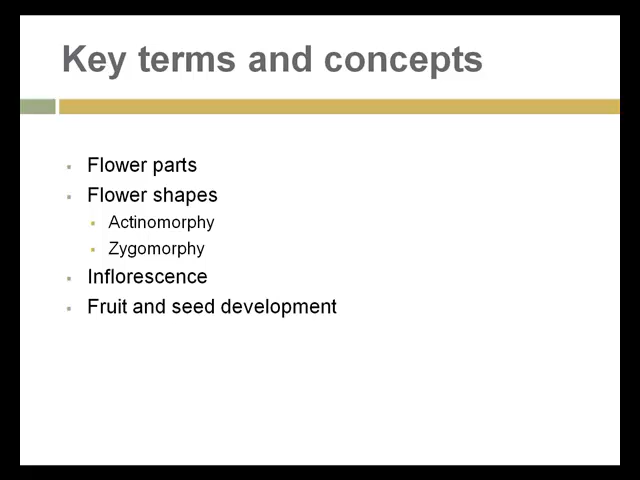 Key terms and concepts
Flower parts
Flower shapes
Actinomorphy
Zygomorphy
Inflorescence
Fruit and seed development